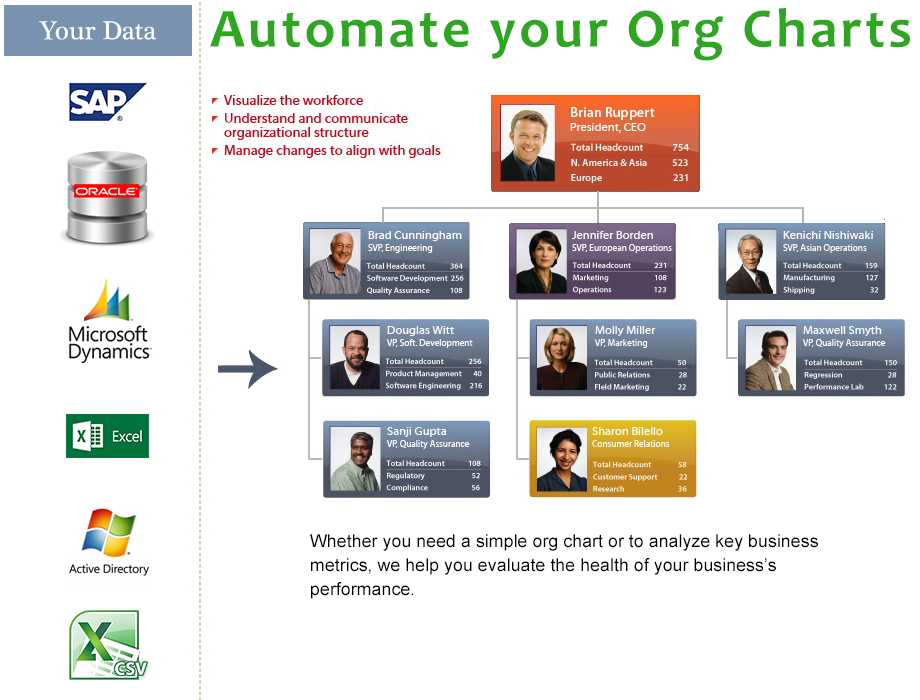 Your Data
Automate your Org Charts
SAP
®
ORACLE
Microsoft
Dynamics
Excel
Active Directory
CSV
Visualize the workforce
Understand and communicate
organizational structure
Manage changes to align with goals
Brian Ruppert
President, CEO
Total Headcount 754
N. America & Asia 523
Europe 231
Brad Cunningham
SVP, Engineering
Total Headcount 364
Software Development 256
Quality Assurance 108
Jennifer Borden
SVP, European Operations
Total Headcount 231
Marketing 108
Operations 123
Kenichi Nishiwaki
SVP, Asian Operations
Total Headcount 159
Manufacturing 127
Shipping 32
Douglas Witt
VP, Soft. Development
Total Headcount 256
Product Management 40
Software Engineering 216
Molly Miller
VP, Marketing
Total Headcount 50
Public Relations 28
Field Marketing 22
Maxwell Smyth
VP, Quality Assurance
Total Headcount 150
Regression 28
Performance Lab 122
Sanji Gupta
VP, Quality Assurance
Total Headcount 108
Regulatory 52
Compliance 56
Sharon Bilello
Consumer Relations
Total Headcount 58
Customer Support 22
Research 36
Whether you need a simple org chart or to analyze key business
metrics, we help you evaluate the health of your business's
performance.